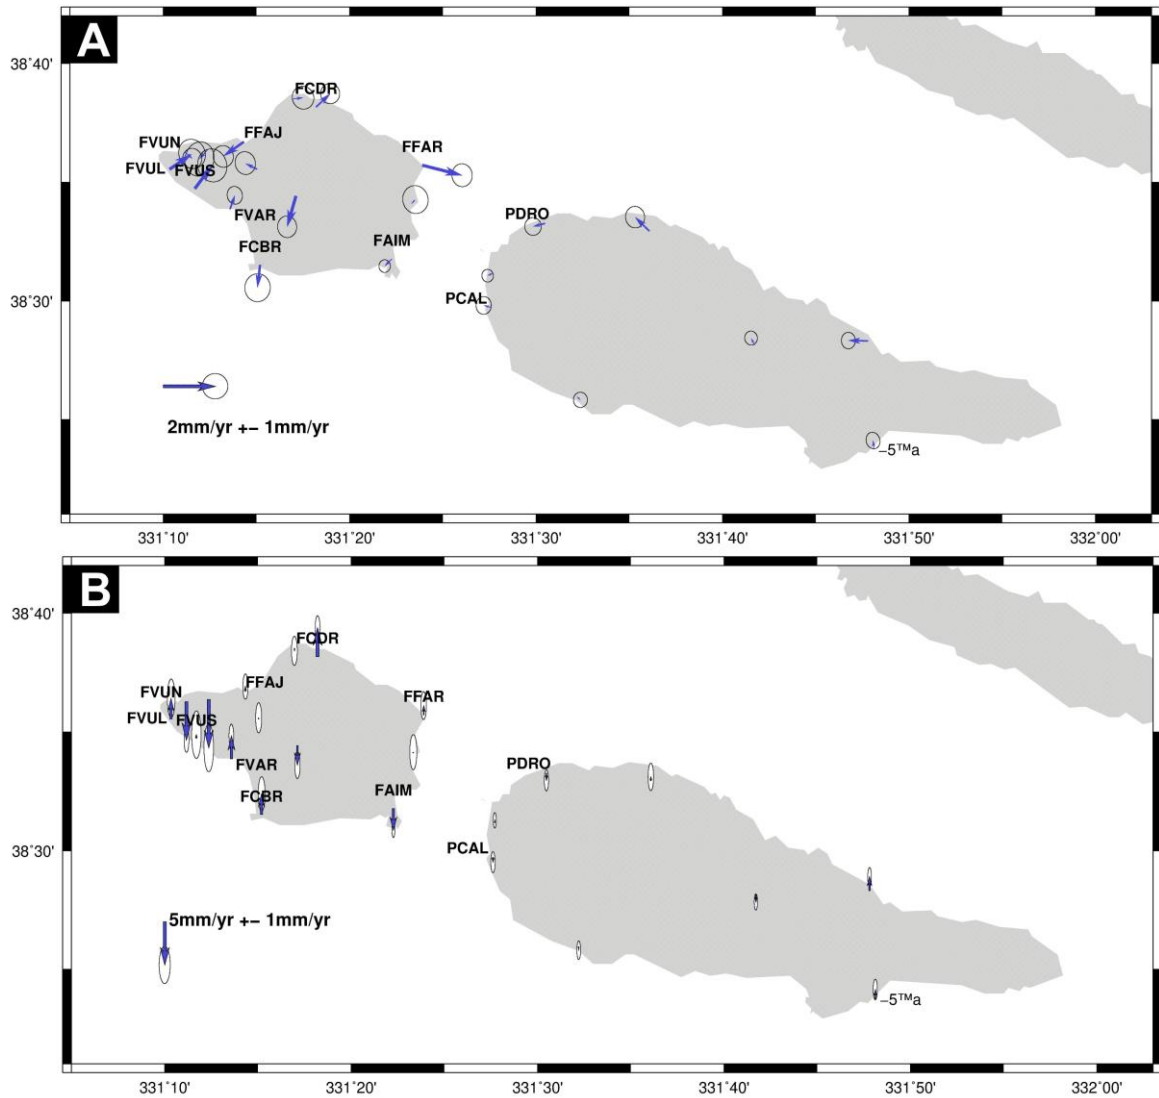 A
38°40'
FCDR
FVUN
FFAJ
FFAR
FVUL
FVUS
FVAR
PDRO
FCBR
FAIM
38°30'
PCAL
2mm/yr +− 1mm/yr
−5™a
331°10'
331°20'
331°30'
331°40'
331°50'
332°00'
B
38°40'
FCDR
FVUN
FFAJ
FFAR
FVUL
FVUS
FVAR
PDRO
FCBR
FAIM
38°30'
PCAL
5mm/yr +− 1mm/yr
−5™a
331°10'
331°20'
331°30'
331°40'
331°50'
332°00'